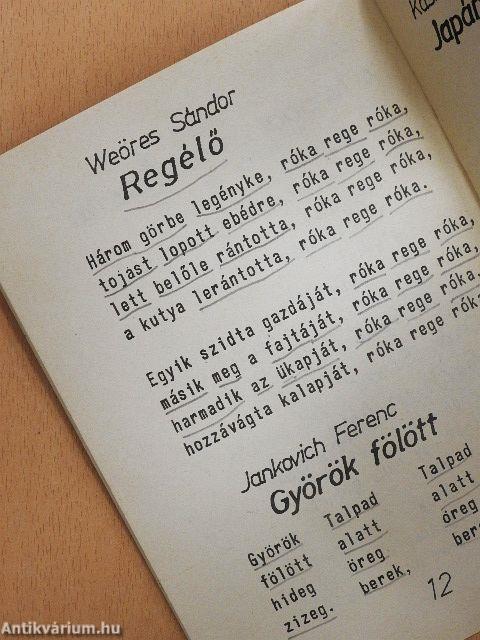 Weöres Sándor
Regélő
Három görbe legényke, róka rege róka,
tojást lopott ebédre, róka rege róka,
lett belőle rántotta, róka rege róka,
a kutya lerántotta, róka rege róka.
Egyik szidta gazdáját, róka rege róka,
másik meg a fajtáját, róka rege róka,
harmadik az ükapját, róka rege róka,
hozzávágta kalapját, róka rege róka
Jankovich Ferenc
Györök fölött
Györök
fölött
hideg
zizeg.
Talpad
alatt
öreg
berek,
Talpad
alatt
öreg
12
Antikvárium.hu